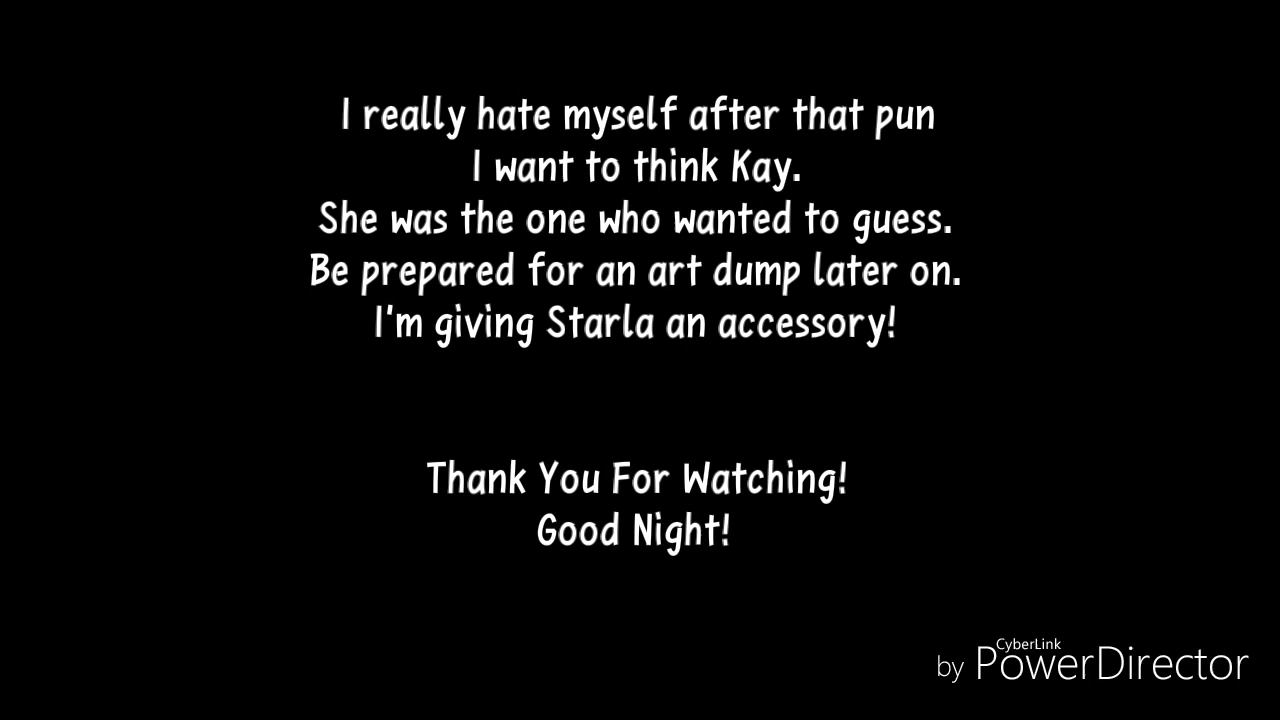 I really hate myself after that pun
I want to think Kay.
She was the one who wanted to guess.
Be prepared for an art dump later on.
I'm giving Starla an accessory!
Thank You For Watching!
Good Night!
CyberLink
by PowerDirector